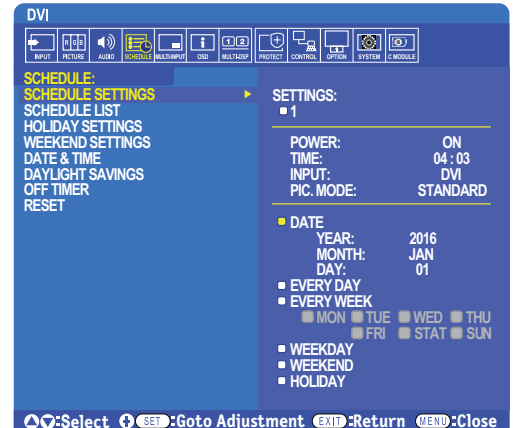 DVI
INPUT PICTURE AUDIO SCHEDULE MULTI-INPUT OSD MULTI-DSP PROTECT CONTROL OPTION SYSTEM C MODULE
R G B
i
1 2
SCHEDULE:
SCHEDULE SETTINGS
SCHEDULE LIST
HOLIDAY SETTINGS
WEEKEND SETTINGS
DATE & TIME
DAYLIGHT SAVINGS
OFF TIMER
RESET
SETTINGS:
1
POWER: ON
TIME: 04 : 03
INPUT: DVI
PIC. MODE: STANDARD
DATE
YEAR: 2016
MONTH: JAN
DAY: 01
EVERY DAY
EVERY WEEK
MON TUE WED THU
FRI STAT SUN
WEEKDAY
WEEKEND
HOLIDAY
:Select SET:Goto Adjustment EXIT:Return MENU:Close